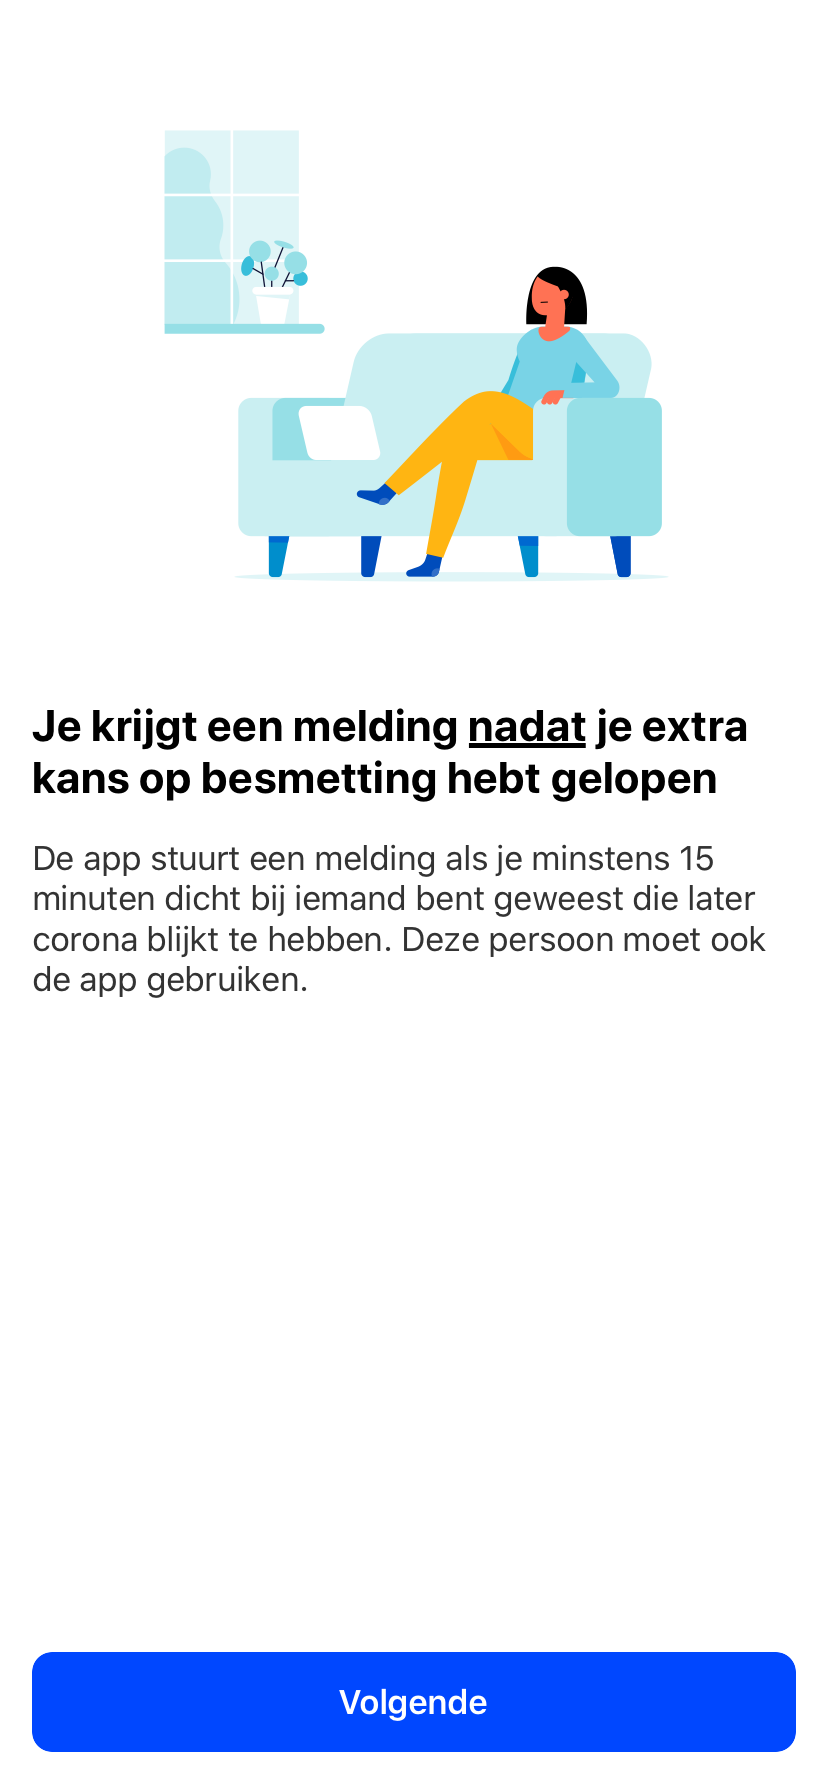 Je krijgt een melding nadat je extra
kans op besmetting hebt gelopen
De app stuurt een melding als je minstens 15
minuten dicht bij iemand bent geweest die later
corona blijkt te hebben. Deze persoon moet ook
de app gebruiken.
Volgende